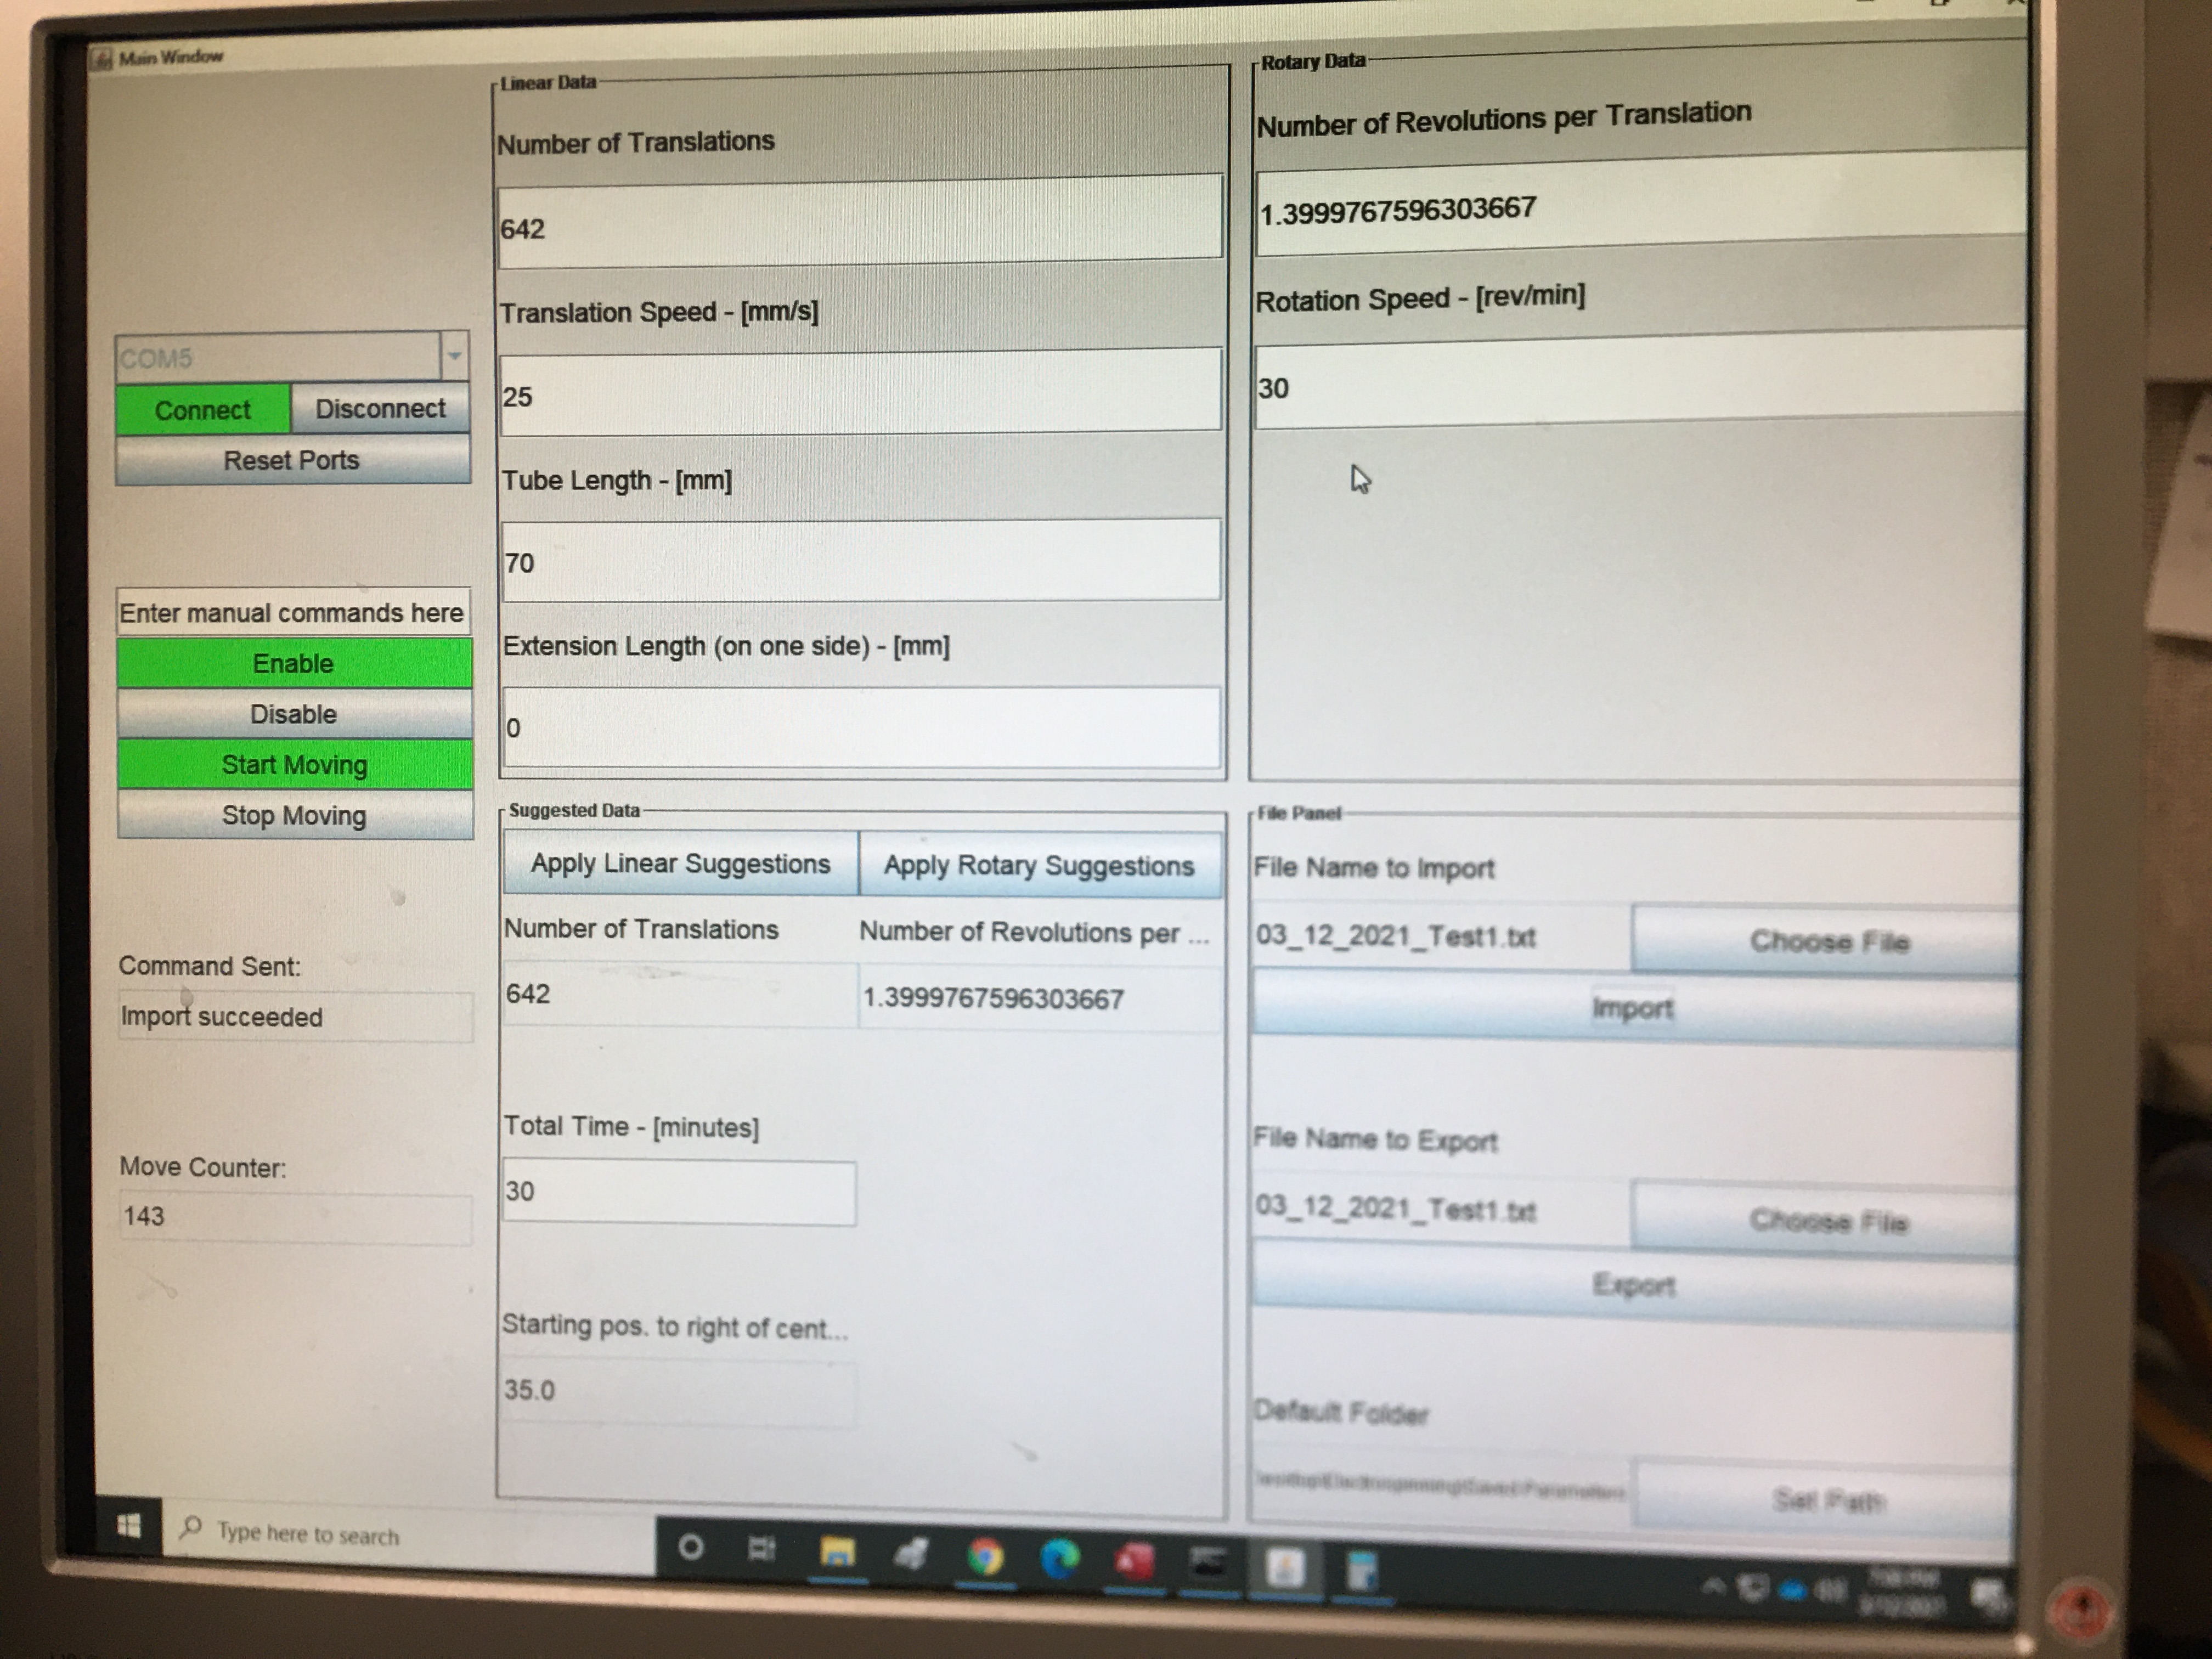 Main Window
COM5
Connect
Disconnect
Reset Ports
Enter manual commands here
Enable
Disable
Start Moving
Stop Moving
Command Sent:
Import succeeded
Move Counter:
143
Linear Data
Number of Translations
642
Translation Speed - [mm/s]
25
Tube Length - [mm]
70
Extension Length (on one side) - [mm]
0
Rotary Data
Number of Revolutions per Translation
1.3999767596303667
Rotation Speed - [rev/min]
30
Suggested Data
Apply Linear Suggestions
Apply Rotary Suggestions
Number of Translations
Number of Revolutions per ...
642
1.3999767596303667
Total Time - [minutes]
30
Starting pos. to right of cent...
35.0
File Panel
File Name to Import
03_12_2021_Test1.txt
Choose File
Import
File Name to Export
03_12_2021_Test1.txt
Choose File
Export
Default Folder
Set Path
Type here to search